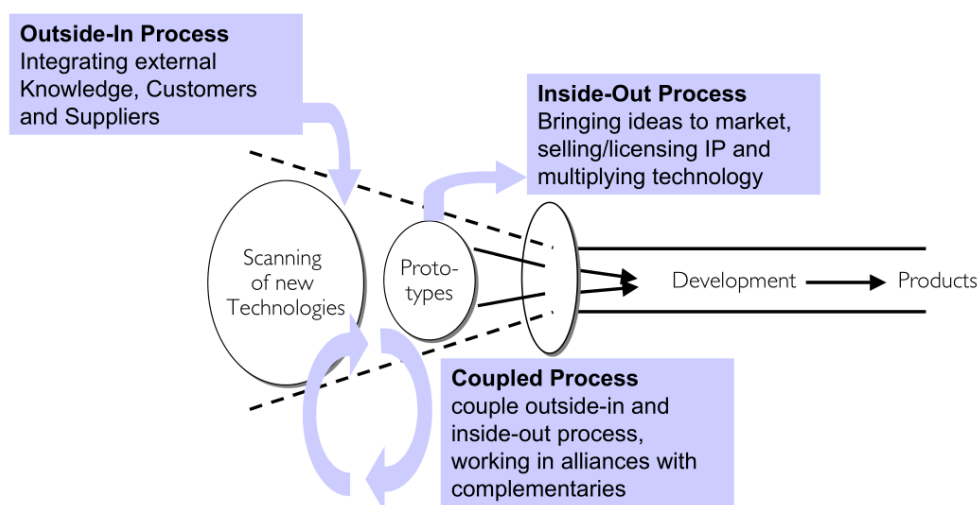 Outside-In Process
Integrating external
Knowledge, Customers
and Suppliers
Inside-Out Process
Bringing ideas to market,
selling/licensing IP and
multiplying technology
Scanning
of new
Technologies
Proto-
types
Development
Products
Coupled Process
couple outside-in and
inside-out process,
working in alliances with
complementaries